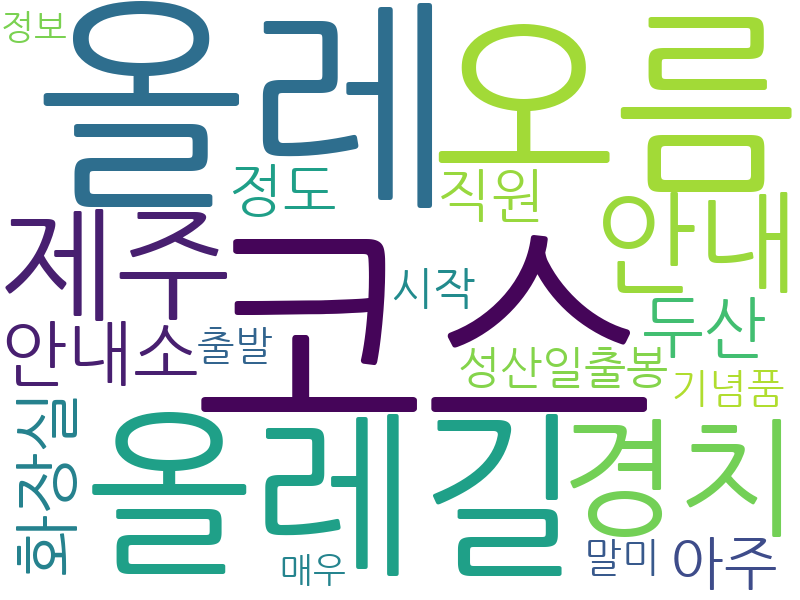 정보
올레
오름
정도
직원
안내
제주
코스
시작
두산
안내소
출발
성산일출봉
기념품
화장실
올레길
경치
매우
말미
아주